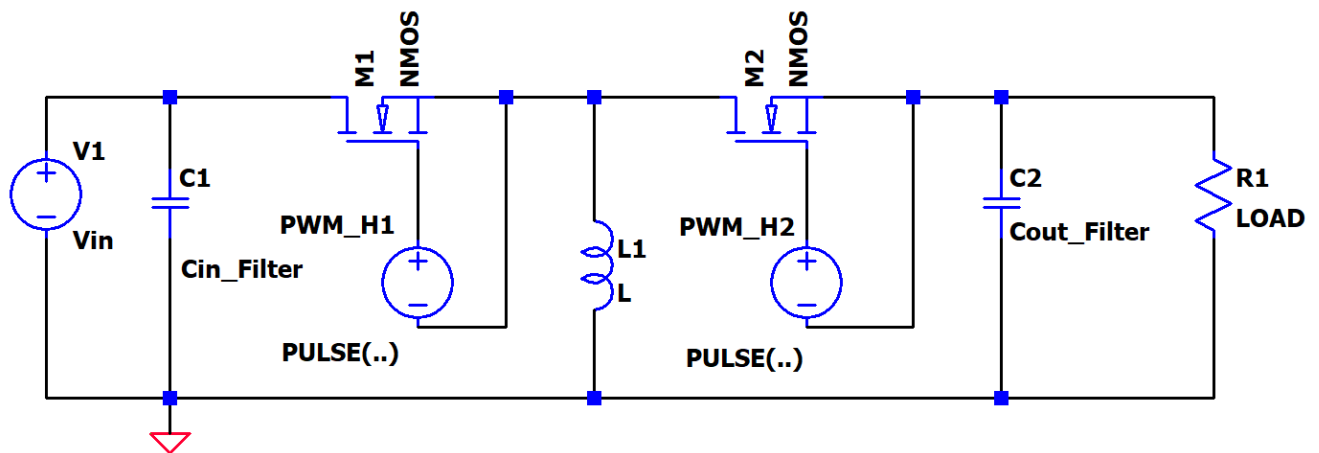 M1
NMOS
M2
NMOS
V1
Vin
C1
Cin_Filter
PWM_H1
PULSE(..)
L1
L
PWM_H2
PULSE(..)
C2
Cout_Filter
R1
LOAD